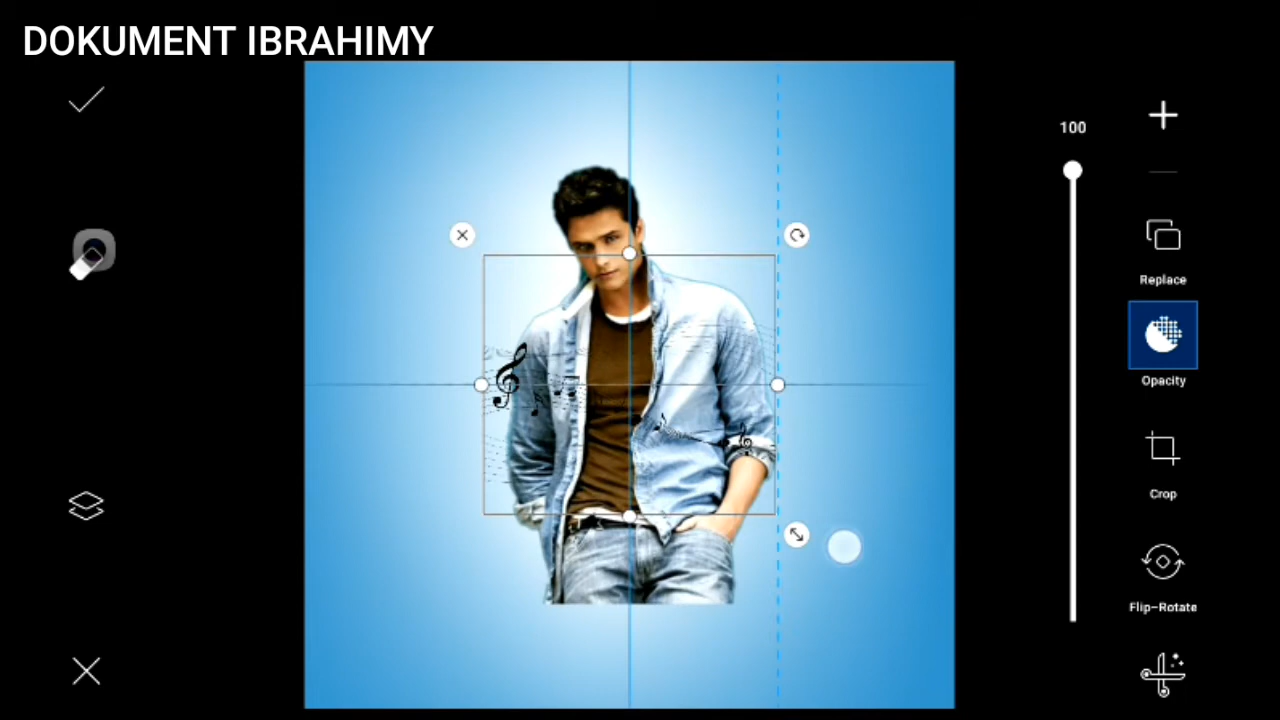 DOKUMENT IBRAHIMY
100
Replace
Opacity
Crop
Flip-Rotate